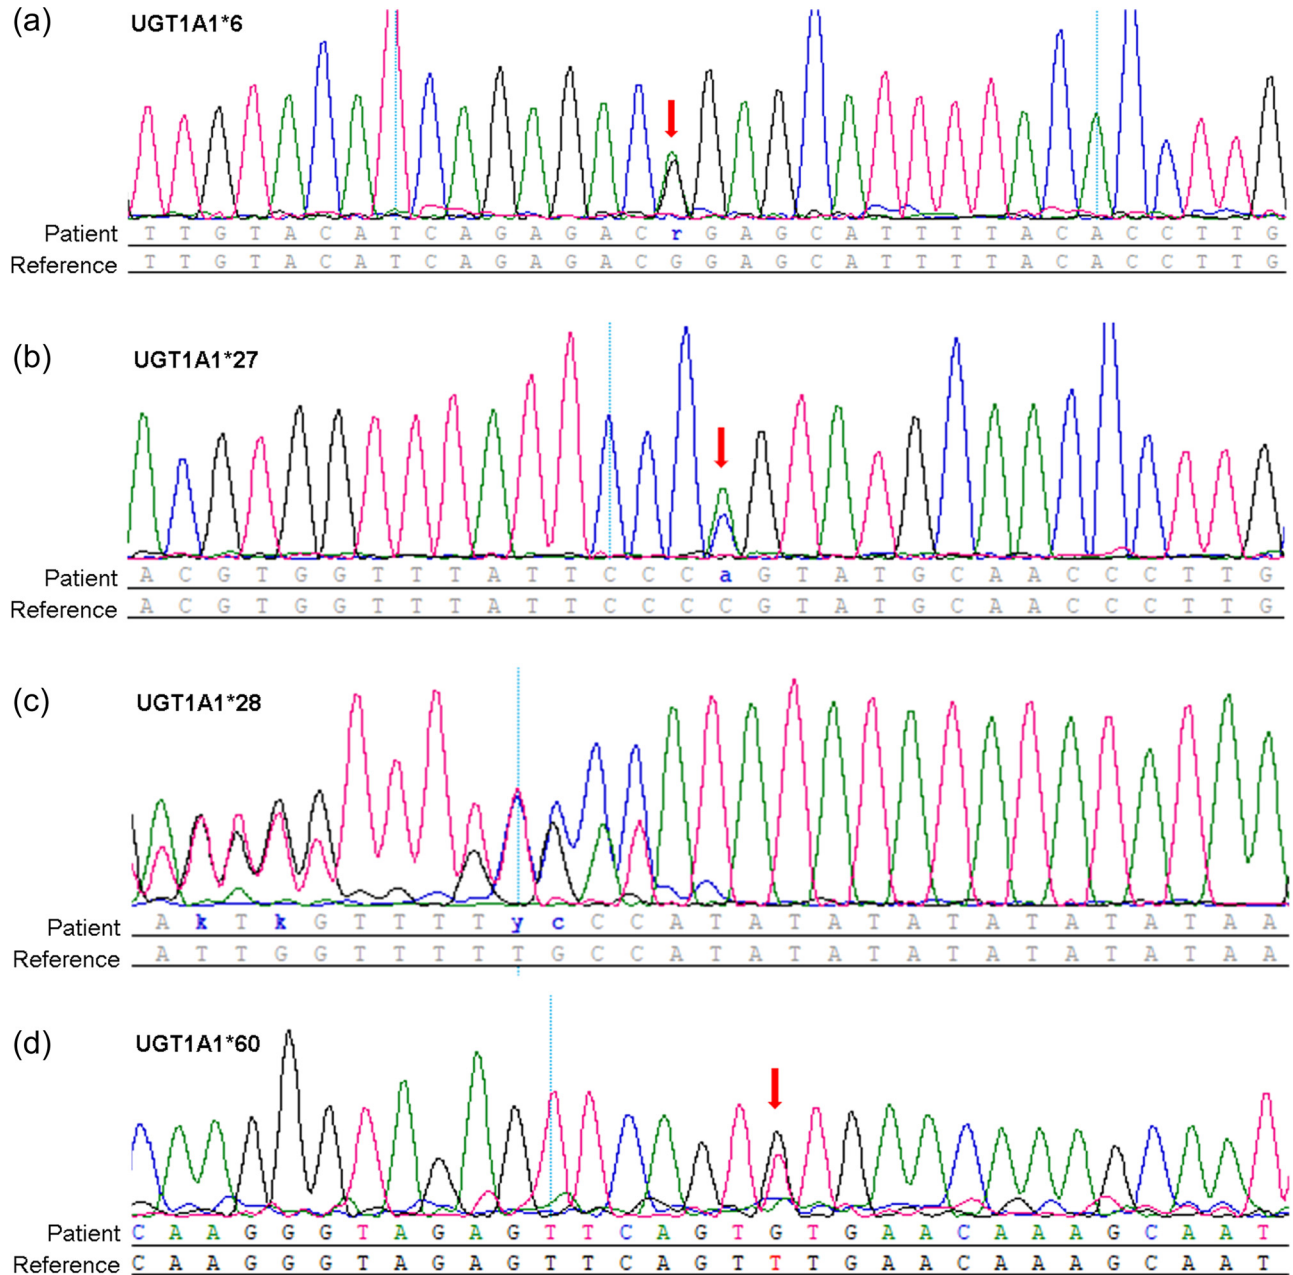 (a) UGT1A1*6
Patient T T G T A C A T C A G A G A C r G A G C A T T T T A C A C C T T G
Reference T T G T A C A T C A G A G A C G G A G C A T T T T A C A C C T T G
(b) UGT1A1*27
Patient A C G T G G T T T A T T C C C a G T A T G C A A C C C T T G
Reference A C G T G G T T T A T T C C C C G T A T G C A A C C C T T G
(c) UGT1A1*28
Patient A k T k G T T T T y c C C A T A T A T A T A T A T A A
Reference A T T G G T T T T T G C C A T A T A T A T A T A T A A
(d) UGT1A1*60
Patient C A A G G G T A G A G T T C A G T G T G A A C A A A G C A A T
Reference C A A G G G T A G A G T T C A G T T T G A A C A A A G C A A T